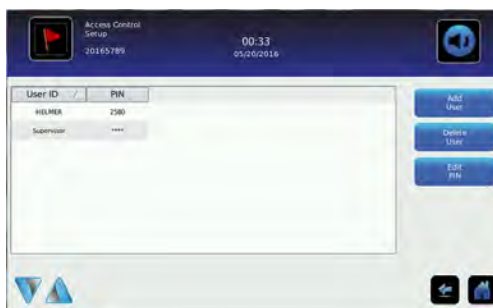 Access Control
Setup
20165789
00:33
05/20/2016
User ID / PIN
HELMER 2580
Supervisor ****
Add
User
Delete
User
Edit
PIN